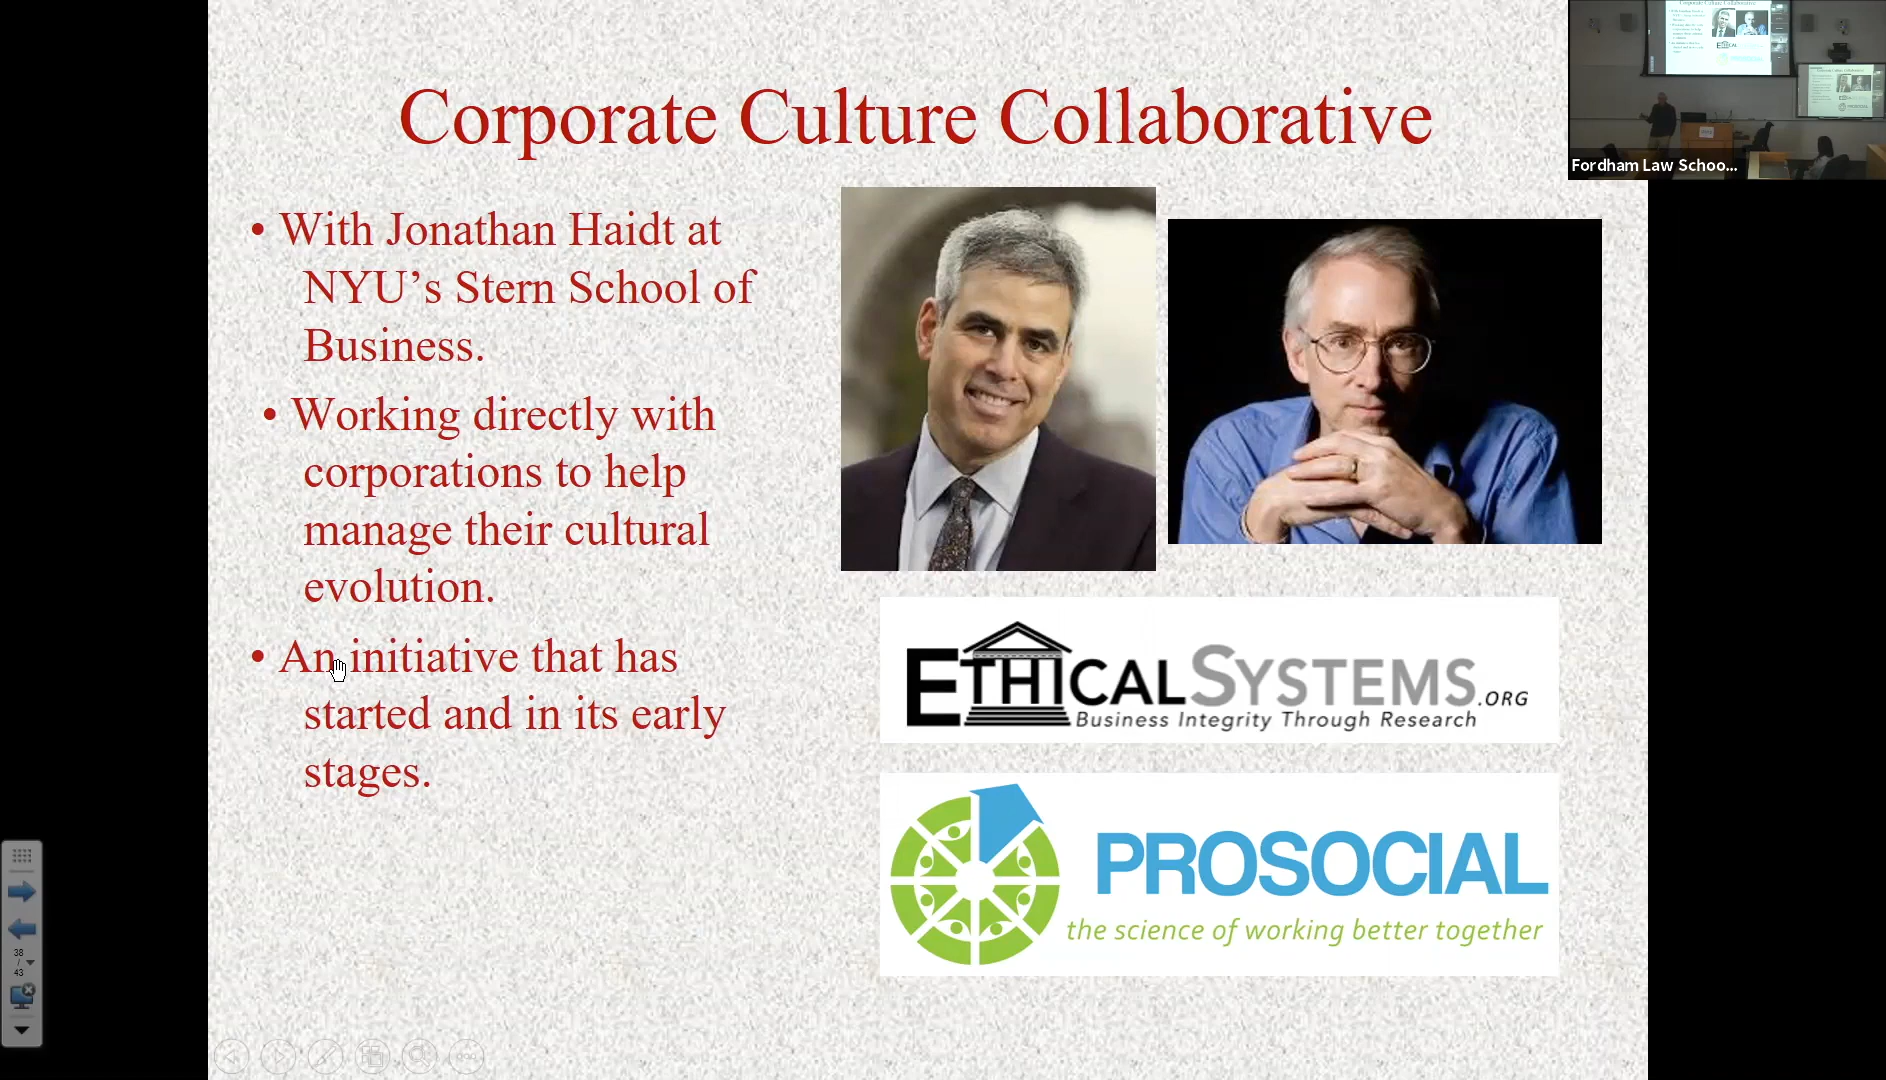 Corporate Culture Collaborative
Fordham Law Schoo...
• With Jonathan Haidt at
NYU’s Stern School of
Business.
• Working directly with
corporations to help
manage their cultural
evolution.
• An initiative that has
started and in its early
stages.
ETHICALSYSTEMS.ORG
Business Integrity Through Research
PROSOCIAL
the science of working better together
38
/
43